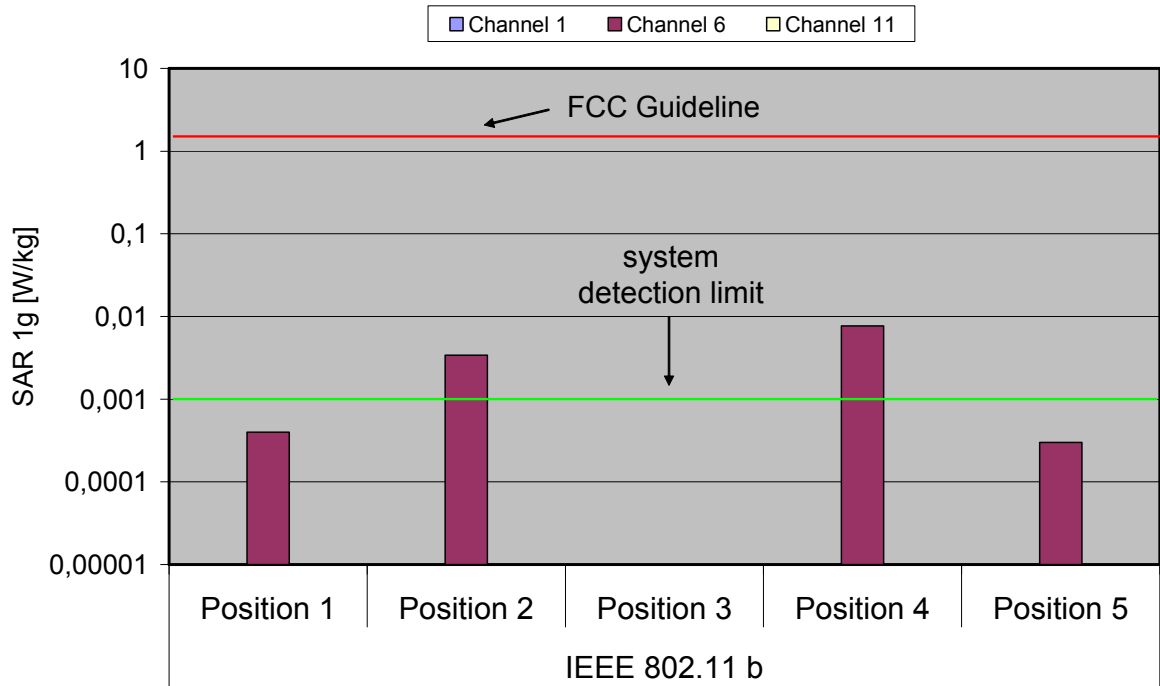 Channel 1 Channel 6 Channel 11
10
FCC Guideline
1
0,1
system
detection limit
0,01
0,001
0,0001
0,00001
SAR 1g [W/kg]
Position 1 Position 2 Position 3 Position 4 Position 5
IEEE 802.11 b